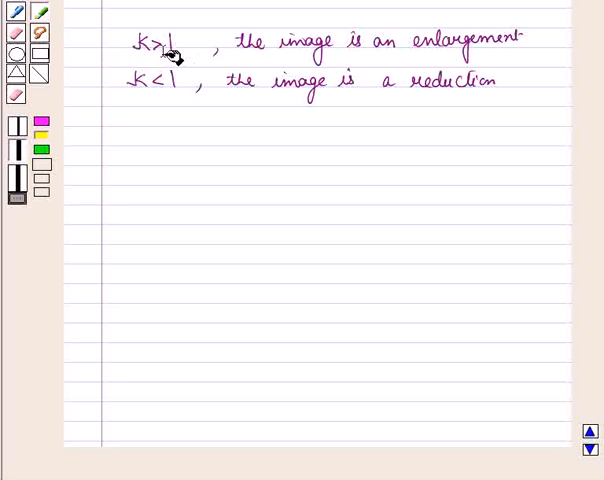 K>1 , the image is an enlargement
K<1 , the image is a reduction